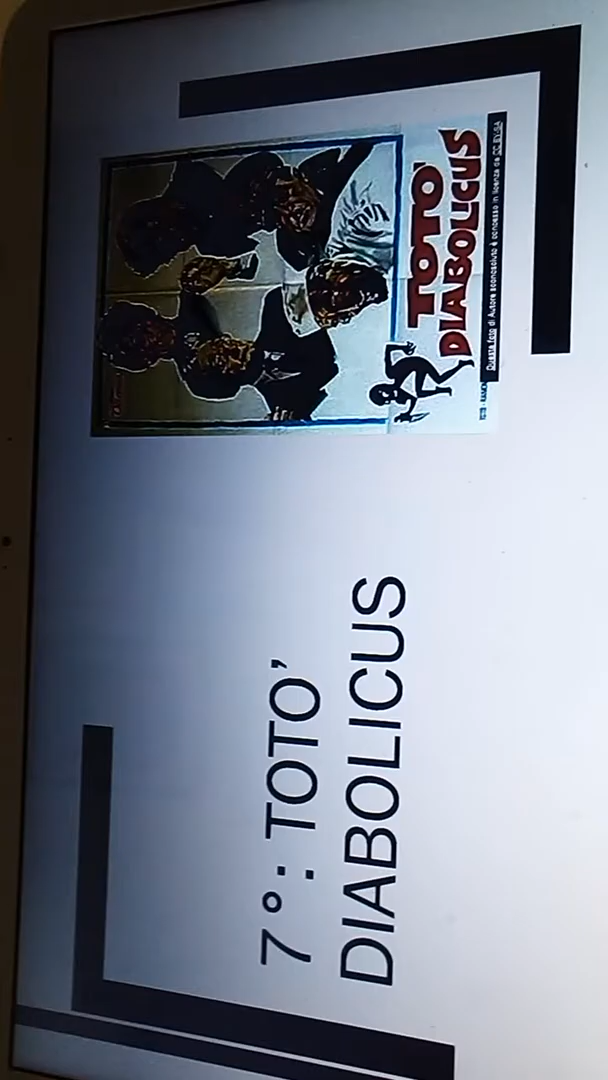 7°: TOTO'
DIABOLICUS
TOTO'
DIABOLICUS
Questa foto di Autore sconosciuto è concesso in licenza da CC BY-SA